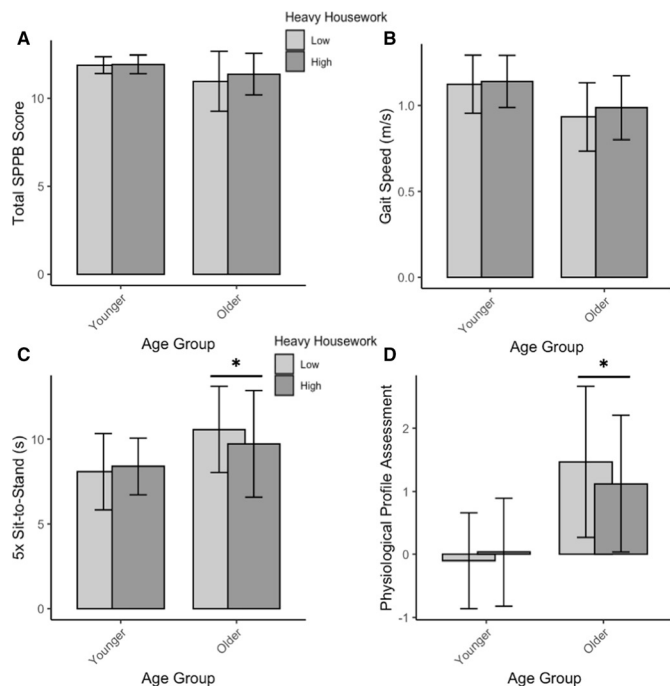 A
Total SPPB Score
10
5
0
Younger
Older
Age Group
Heavy Housework
Low
High
B
Gait Speed (m/s)
1.0
0.5
0.0
Younger
Older
Age Group
C
5x Sit-to-Stand (s)
10
5
0
Younger
Older
Age Group
Heavy Housework
Low
High
*
D
Physiological Profile Assessment
2
1
0
-1
Younger
Older
Age Group
*